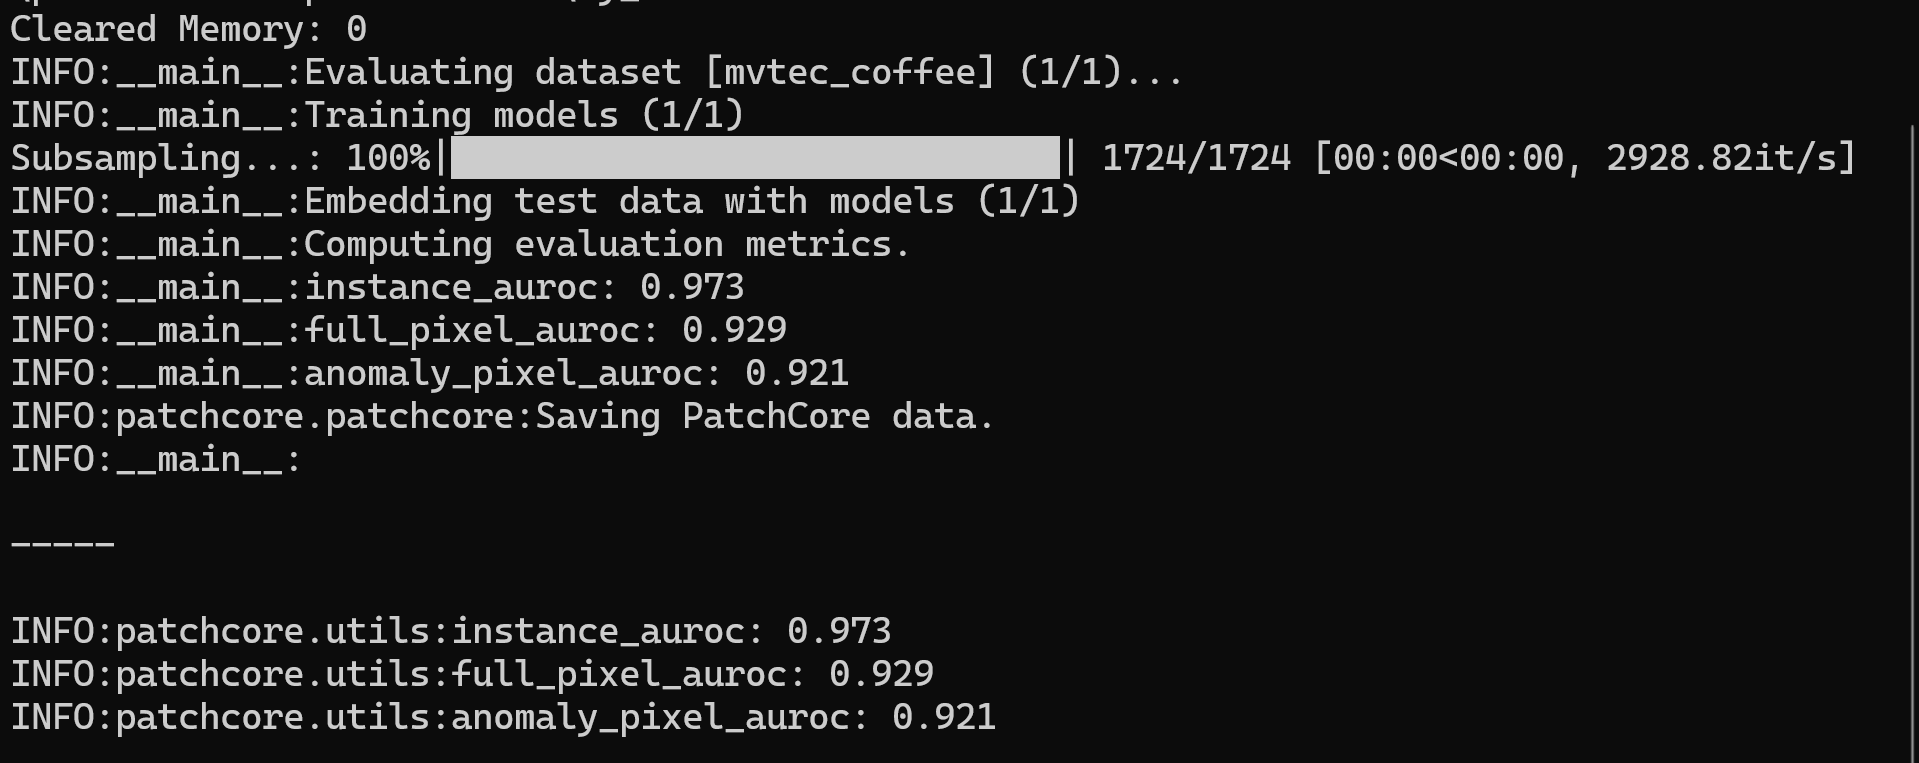 Cleared Memory: 0
INFO:__main__:Evaluating dataset [mvtec_coffee] (1/1)...
INFO:__main__:Training models (1/1)
Subsampling...: 100%|          | 1724/1724 [00:00<00:00, 2928.82it/s]
INFO:__main__:Embedding test data with models (1/1)
INFO:__main__:Computing evaluation metrics.
INFO:__main__:instance_auroc: 0.973
INFO:__main__:full_pixel_auroc: 0.929
INFO:__main__:anomaly_pixel_auroc: 0.921
INFO:patchcore.patchcore:Saving PatchCore data.
INFO:__main__:
-----
INFO:patchcore.utils:instance_auroc: 0.973
INFO:patchcore.utils:full_pixel_auroc: 0.929
INFO:patchcore.utils:anomaly_pixel_auroc: 0.921